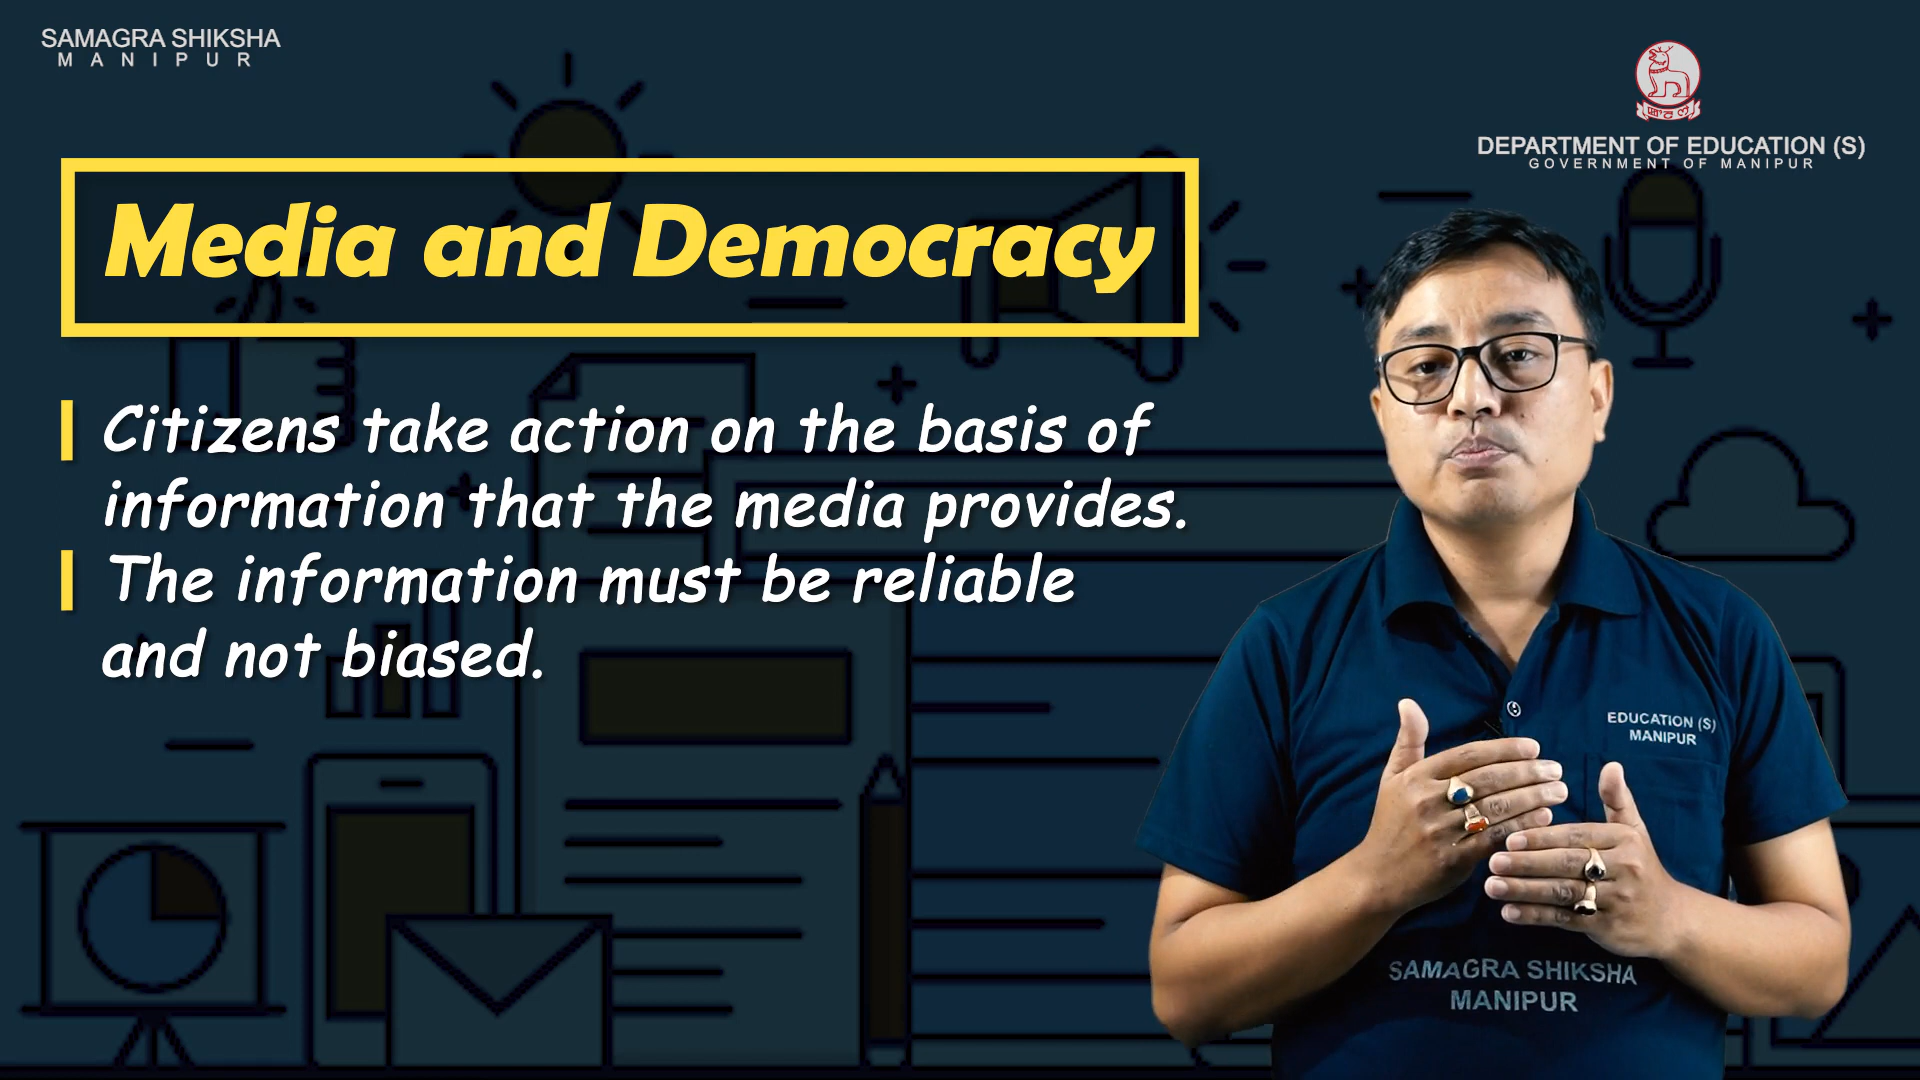 SAMAGRA SHIKSHA
MANIPUR
DEPARTMENT OF EDUCATION (S)
GOVERNMENT OF MANIPUR
Media and Democracy
Citizens take action on the basis of
information that the media provides.
The information must be reliable
and not biased.
EDUCATION (S)
MANIPUR
SAMAGRA SHIKSHA
MANIPUR